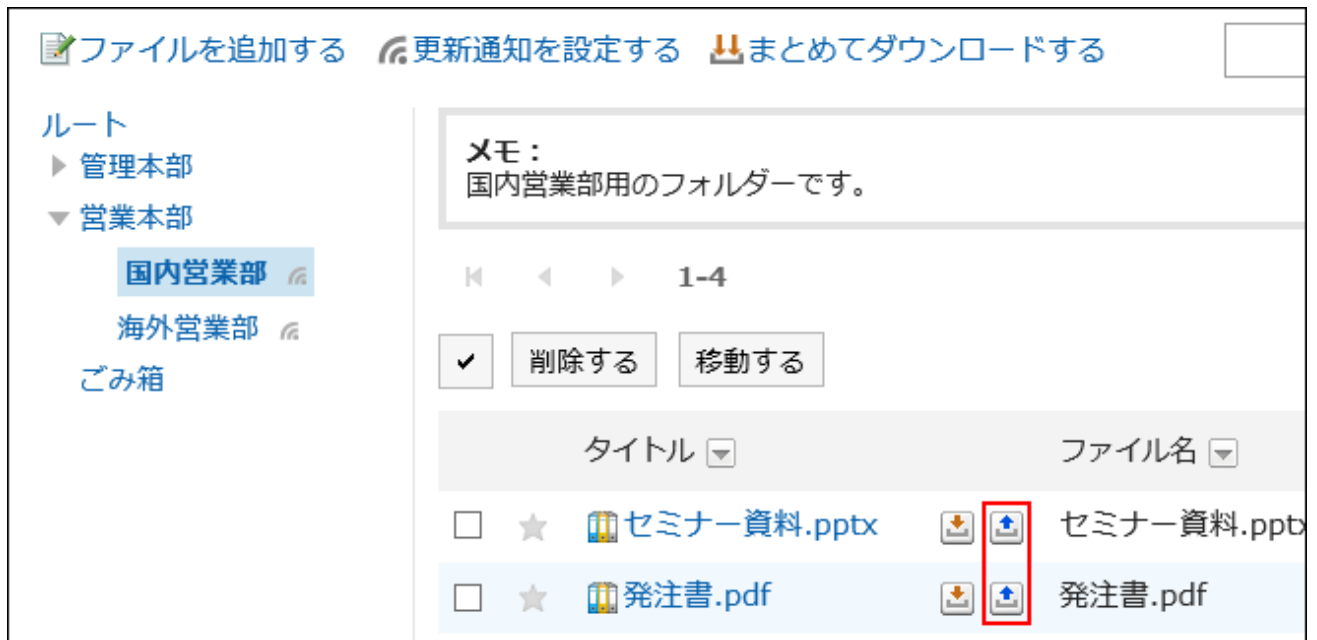 ファイルを追加する 更新通知を設定する まとめてダウンロードする
ルート
管理本部
営業本部
国内営業部
海外営業部
ごみ箱
メモ：
国内営業部用のフォルダーです。
1-4
削除する 移動する
タイトル ファイル名
セミナー資料.pptx セミナー資料.pptx
発注書.pdf 発注書.pdf